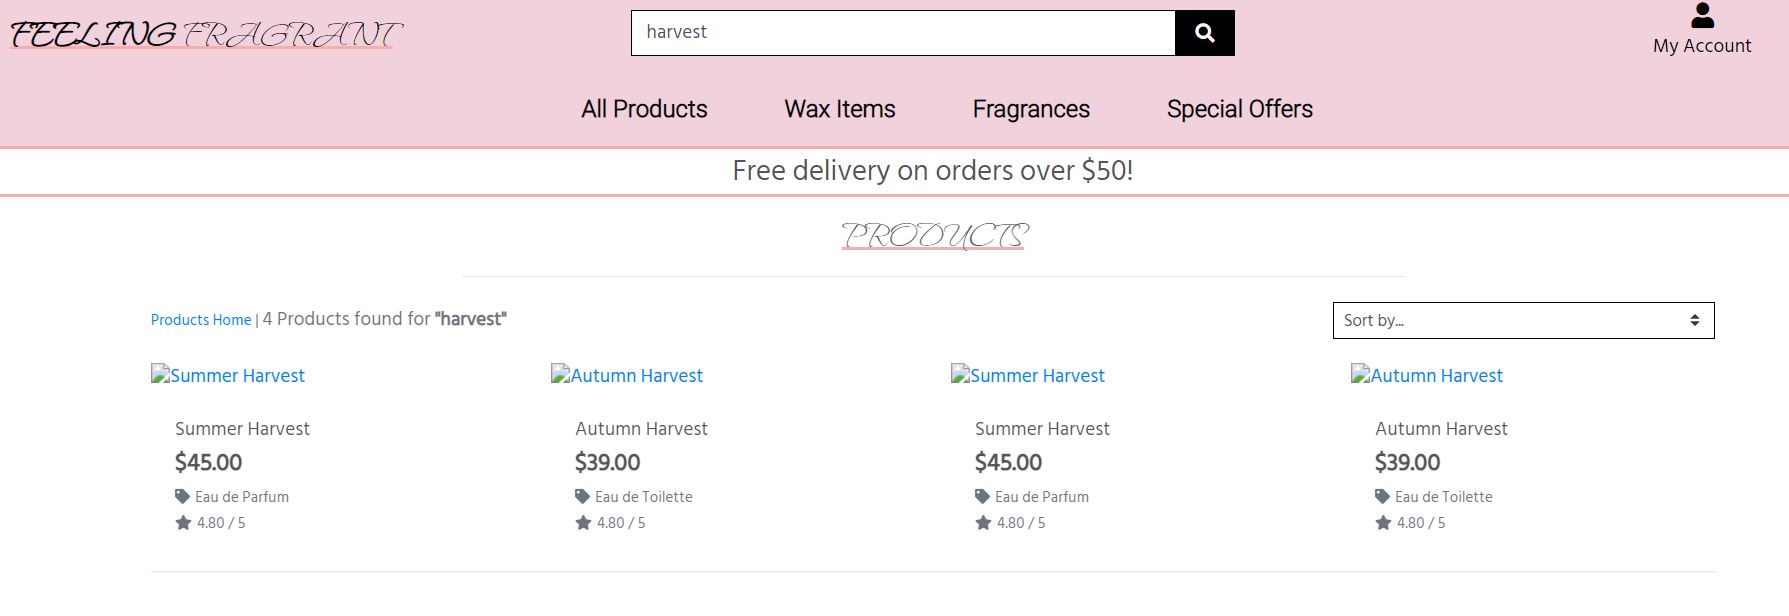 FEELING FRAGRANT
harvest
My Account
All Products Wax Items Fragrances Special Offers
Free delivery on orders over $50!
PRODUCTS
Products Home | 4 Products found for "harvest"
Sort by...
Summer Harvest Autumn Harvest Summer Harvest Autumn Harvest
Summer Harvest Autumn Harvest Summer Harvest Autumn Harvest
$45.00 $39.00 $45.00 $39.00
Eau de Parfum Eau de Toilette Eau de Parfum Eau de Toilette
4.80 / 5 4.80 / 5 4.80 / 5 4.80 / 5